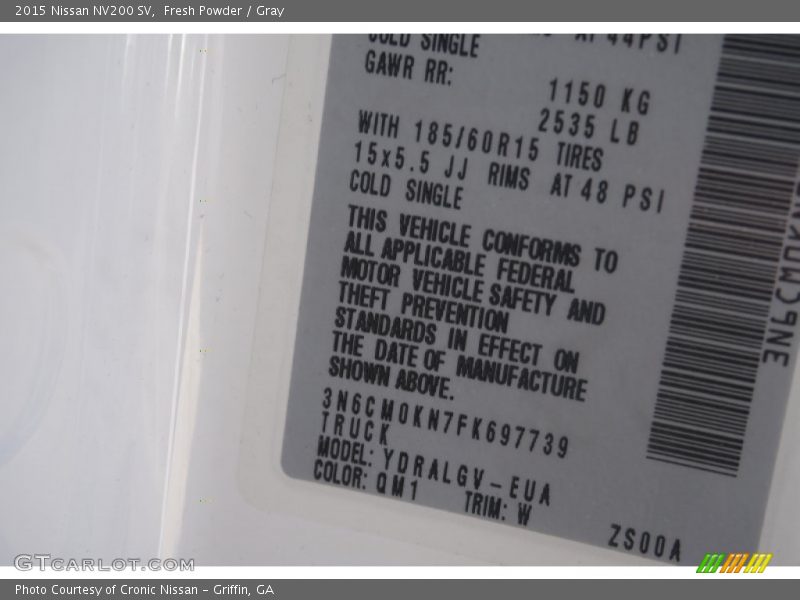 2015 Nissan NV200 SV,  Fresh Powder / Gray
COLD SINGLE
AT 44PSI
GAWR RR:
1150 KG
2535 LB
WITH 185/60R15 TIRES
15x5.5 JJ RIMS AT 48 PSI
COLD SINGLE
THIS VEHICLE CONFORMS TO
ALL APPLICABLE FEDERAL
MOTOR VEHICLE SAFETY AND
THEFT PREVENTION
STANDARDS IN EFFECT ON
THE DATE OF MANUFACTURE
SHOWN ABOVE.
3N6CM0KN7FK697739
TRUCK
MODEL: YDRALGV-EUA
COLOR: QM1 TRIM: W
ZS00A
GTCARLOT.COM
Photo Courtesy of Cronic Nissan - Griffin, GA